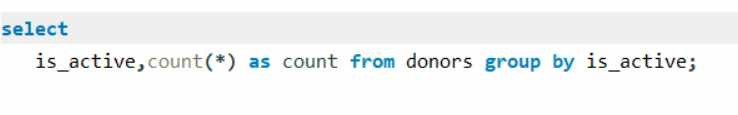 select
is_active,count(*) as count from donors group by is_active;